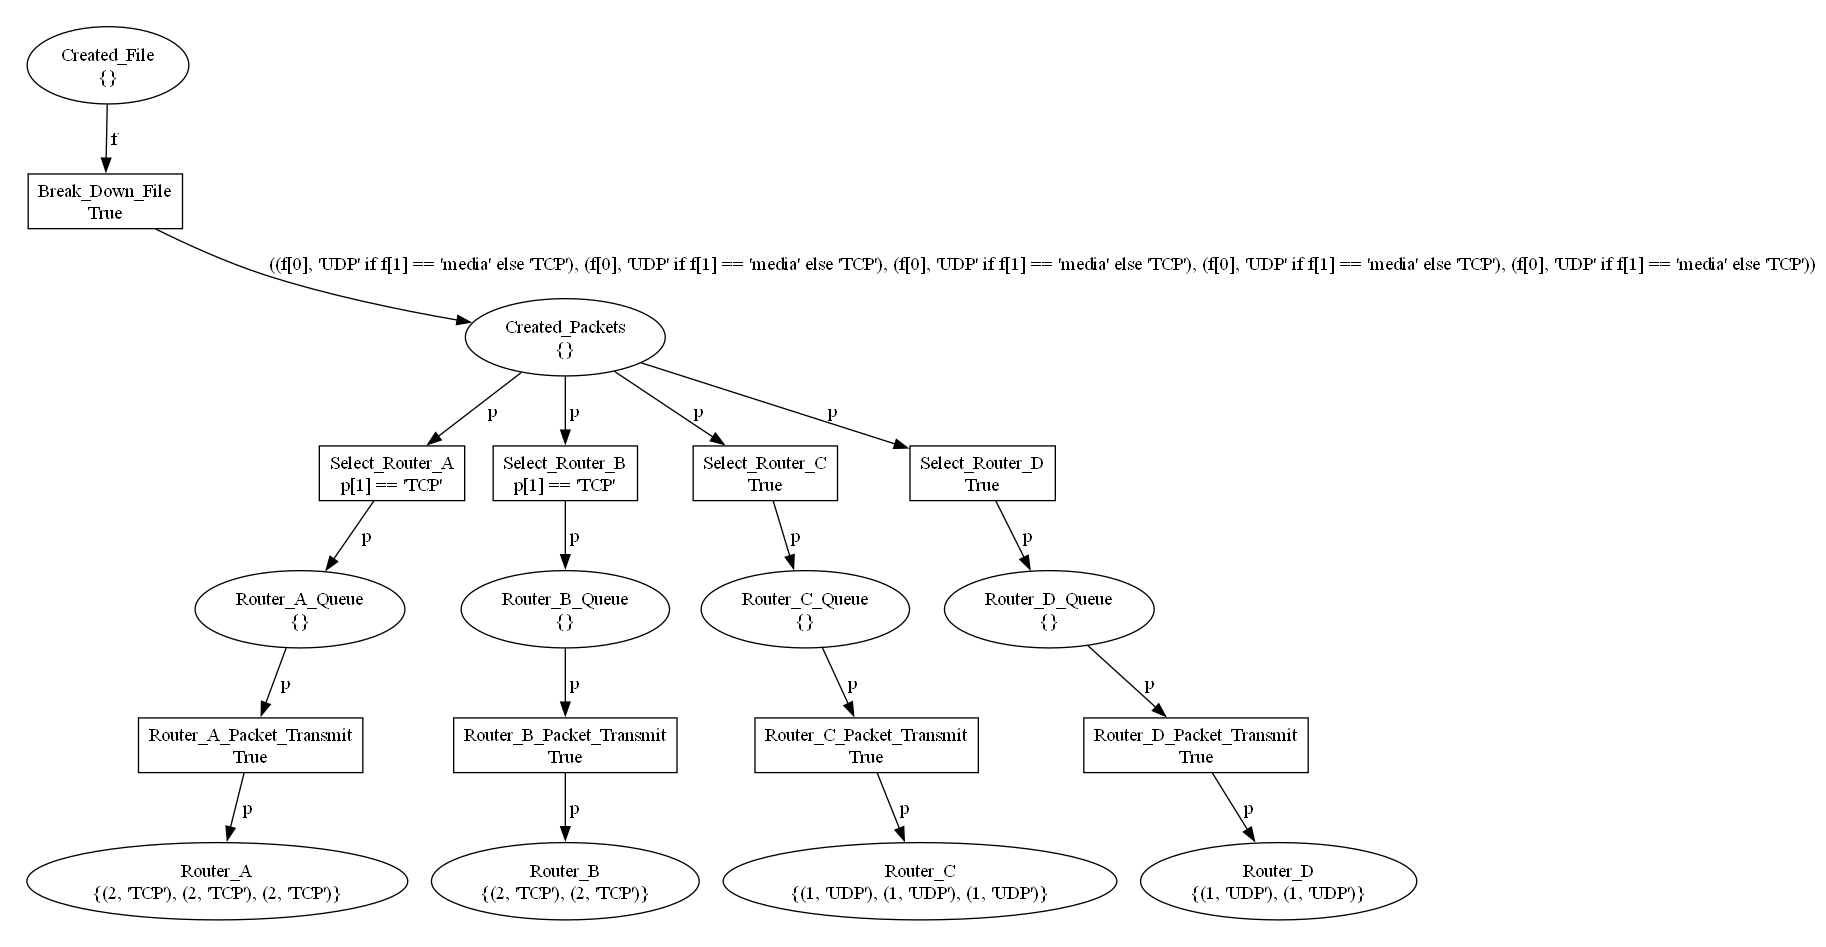 Created_File
{}
f
Break_Down_File
True
((f[0], 'UDP' if f[1] == 'media' else 'TCP'), (f[0], 'UDP' if f[1] == 'media' else 'TCP'), (f[0], 'UDP' if f[1] == 'media' else 'TCP'), (f[0], 'UDP' if f[1] == 'media' else 'TCP'), (f[0], 'UDP' if f[1] == 'media' else 'TCP'))
Created_Packets
{}
p
p
p
p
Select_Router_A
p[1] == 'TCP'
Select_Router_B
p[1] == 'TCP'
Select_Router_C
True
Select_Router_D
True
p
p
p
p
Router_A_Queue
{}
Router_B_Queue
{}
Router_C_Queue
{}
Router_D_Queue
{}
p
p
p
p
Router_A_Packet_Transmit
True
Router_B_Packet_Transmit
True
Router_C_Packet_Transmit
True
Router_D_Packet_Transmit
True
p
p
p
p
Router_A
{(2, 'TCP'), (2, 'TCP'), (2, 'TCP')}
Router_B
{(2, 'TCP'), (2, 'TCP')}
Router_C
{(1, 'UDP'), (1, 'UDP'), (1, 'UDP')}
Router_D
{(1, 'UDP'), (1, 'UDP')}